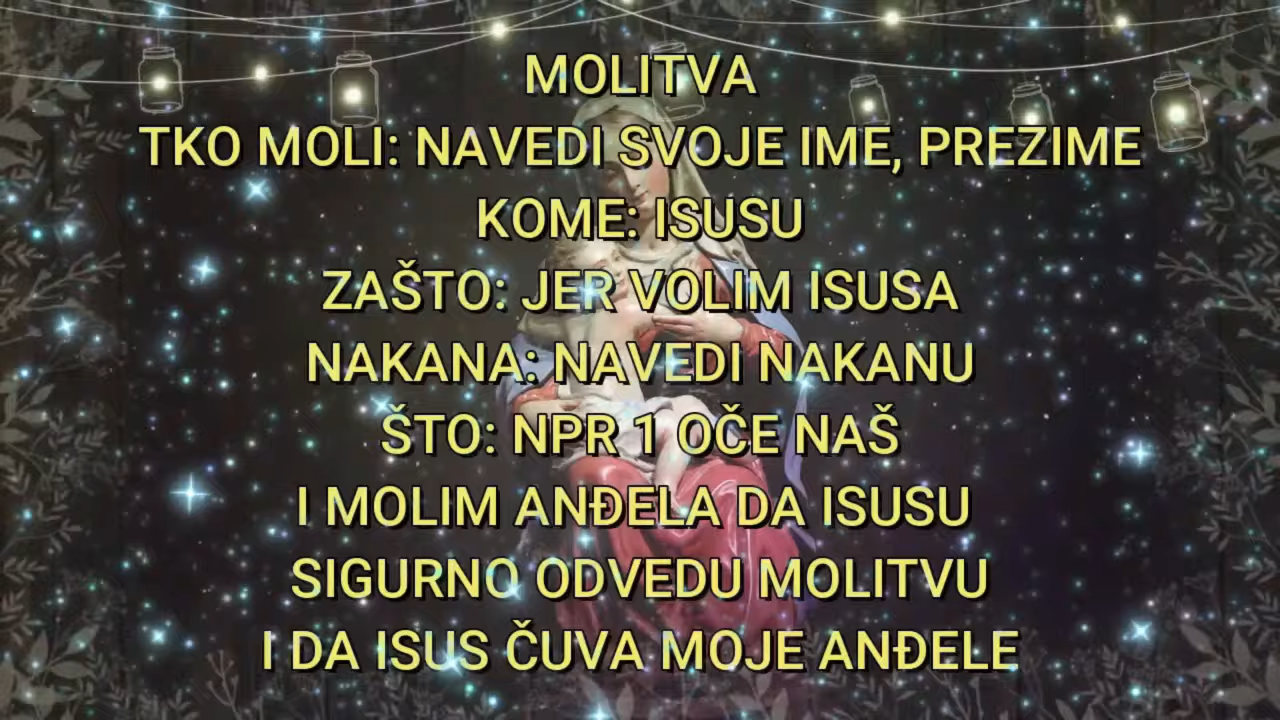 MOLITVA
TKO MOLI: NAVEDI SVOJE IME, PREZIME
KOME: ISUSU
ZAŠTO: JER VOLIM ISUSA
NAKANA: NAVEDI NAKANU
ŠTO: NPR 1 OČE NAŠ
I MOLIM ANĐELA DA ISUSU
SIGURNO ODVEDU MOLITVU
I DA ISUS ČUVA MOJE ANĐELE